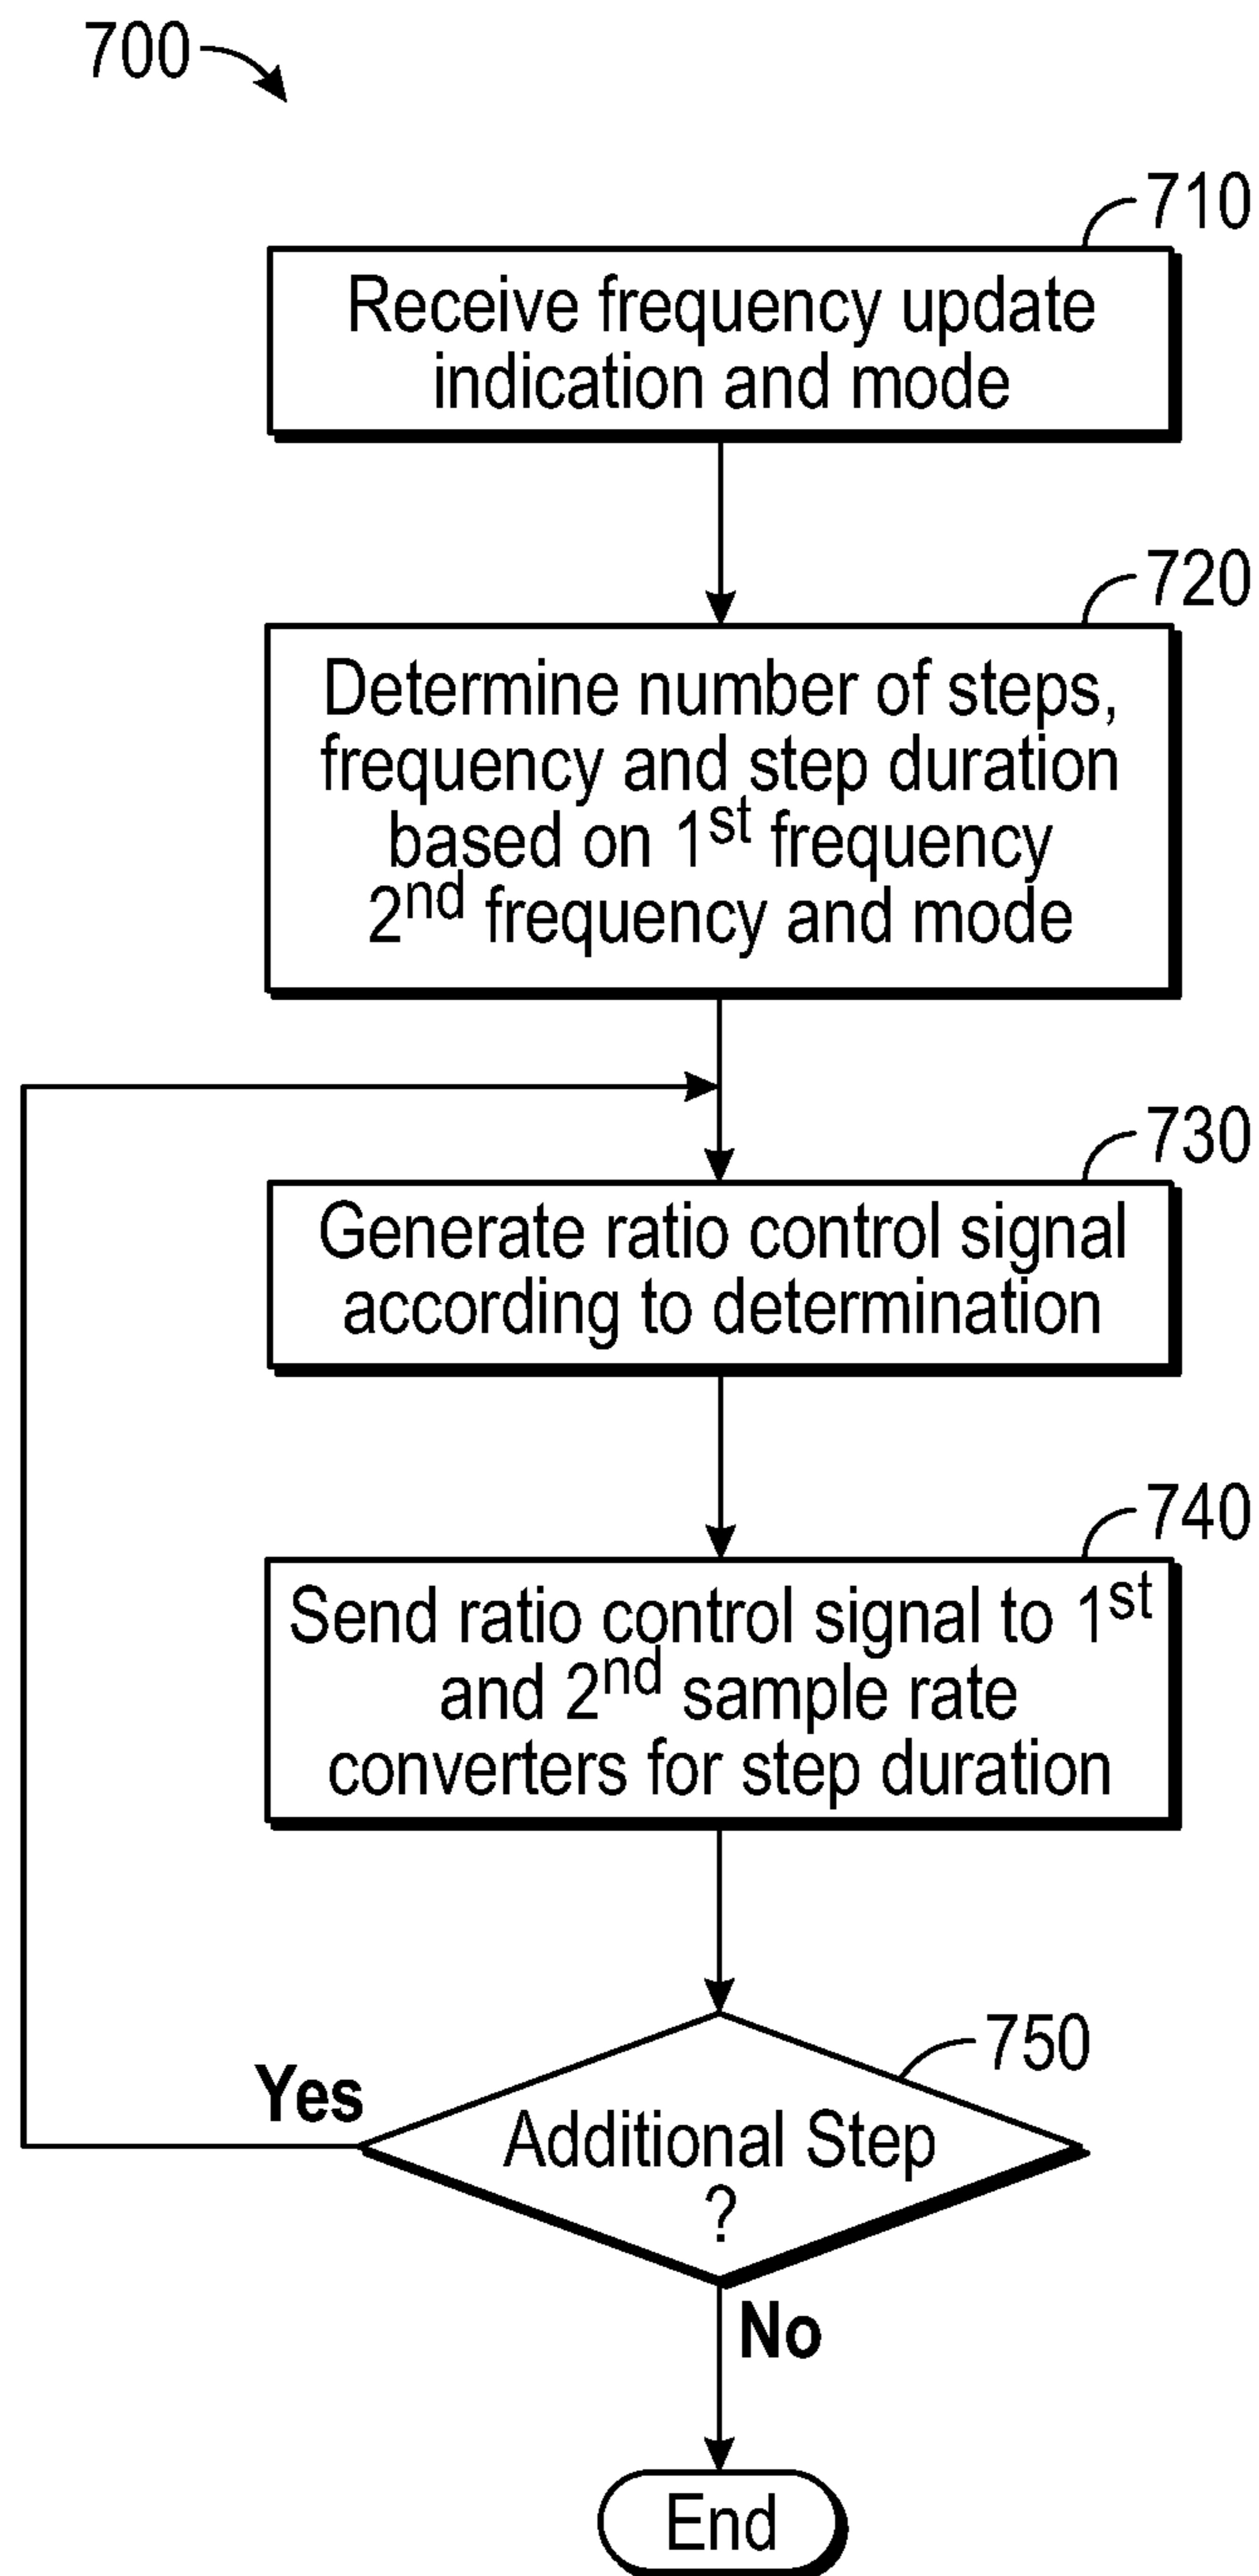 700
710
Receive frequency update
indication and mode
720
Determine number of steps,
frequency and step duration
based on 1st frequency
2nd frequency and mode
730
Generate ratio control signal
according to determination
740
Send ratio control signal to 1st
and 2nd sample rate
converters for step duration
750
Yes
Additional Step
?
No
End